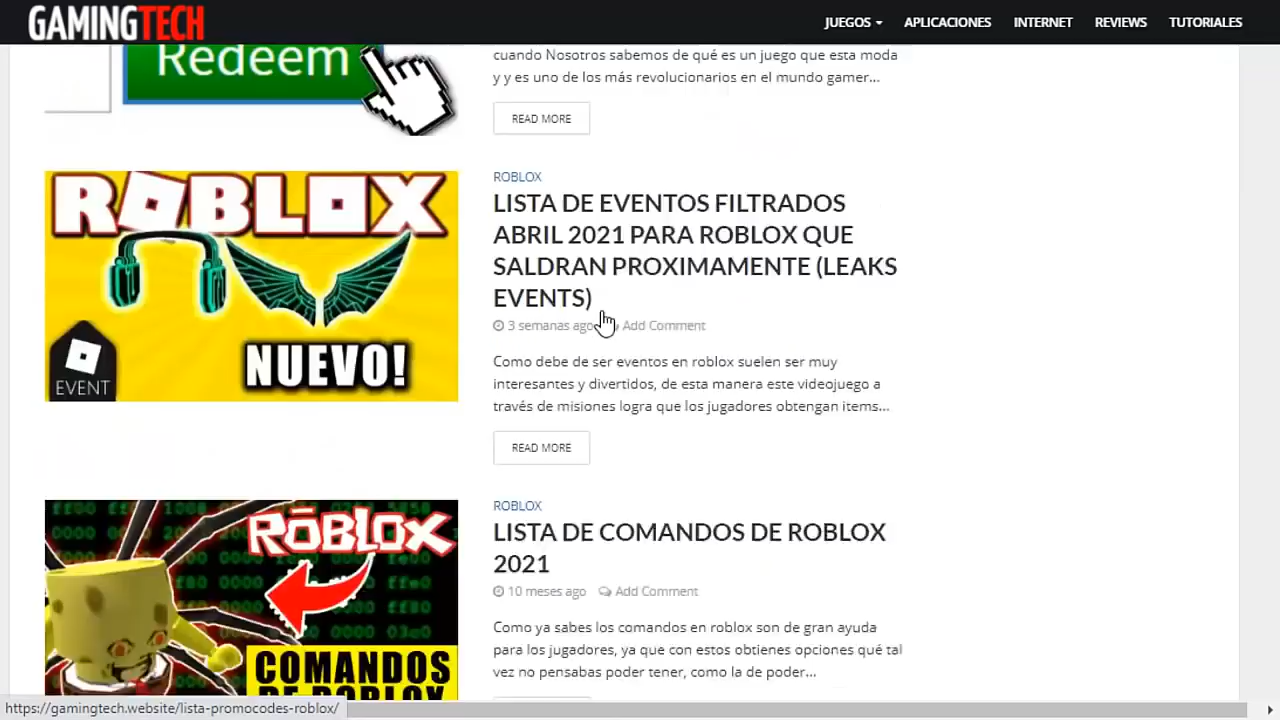 GAMINGTECH
JUEGOS APLICACIONES INTERNET REVIEWS TUTORIALES
Redeem
cuando Nosotros sabemos de qué es un juego que esta moda
y y es uno de los más revolucionarios en el mundo gamer...
READ MORE
ROBLOX
NUEVO!
EVENT
ROBLOX
LISTA DE EVENTOS FILTRADOS
ABRIL 2021 PARA ROBLOX QUE
SALDRAN PROXIMAMENTE (LEAKS
EVENTS)
3 semanas ago Add Comment
Como debe de ser eventos en roblox suelen ser muy
interesantes y divertidos, de esta manera este videojuego a
través de misiones logra que los jugadores obtengan items...
READ MORE
RŌBLOX
COMANDOS
DE ROBLOX
ROBLOX
LISTA DE COMANDOS DE ROBLOX
2021
10 meses ago Add Comment
Como ya sabes los comandos en roblox son de gran ayuda
para los jugadores, ya que con estos obtienes opciones qué tal
vez no pensabas poder tener, como la de poder...
https://gamingtech.website/lista-promocodes-roblox/